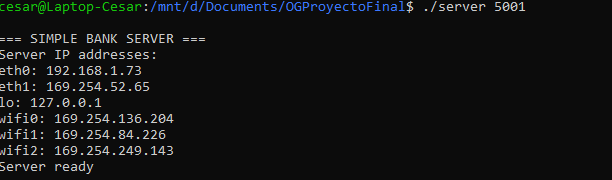 cesar@Laptop-Cesar:/mnt/d/Documents/OGProyectoFinal$ ./server 5001
=== SIMPLE BANK SERVER ===
Server IP addresses:
eth0: 192.168.1.73
eth1: 169.254.52.65
lo: 127.0.0.1
wifi0: 169.254.136.204
wifi1: 169.254.84.226
wifi2: 169.254.249.143
Server ready